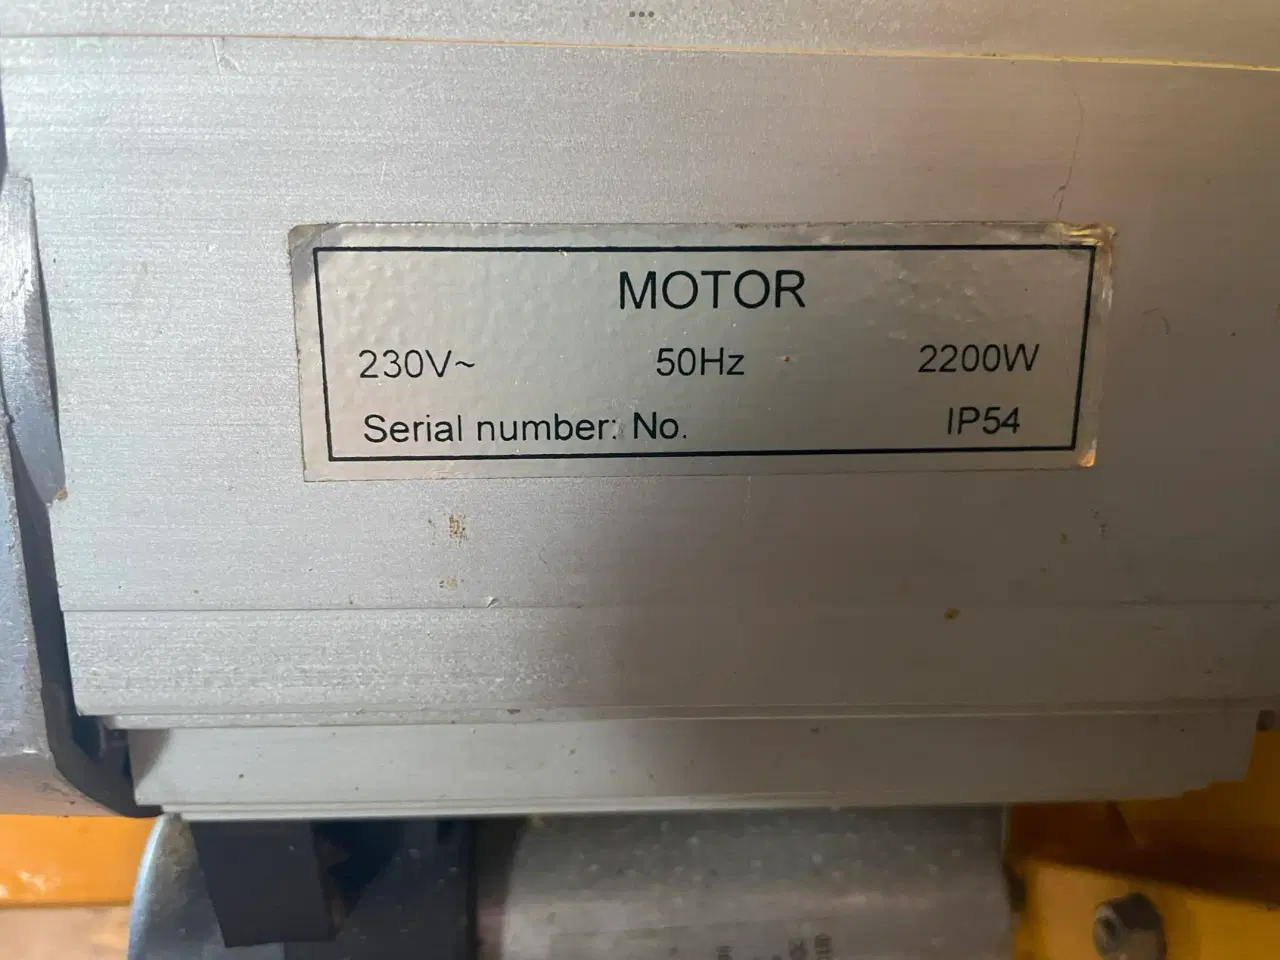 MOTOR
230V~ 50Hz 2200W
Serial number: No. IP54